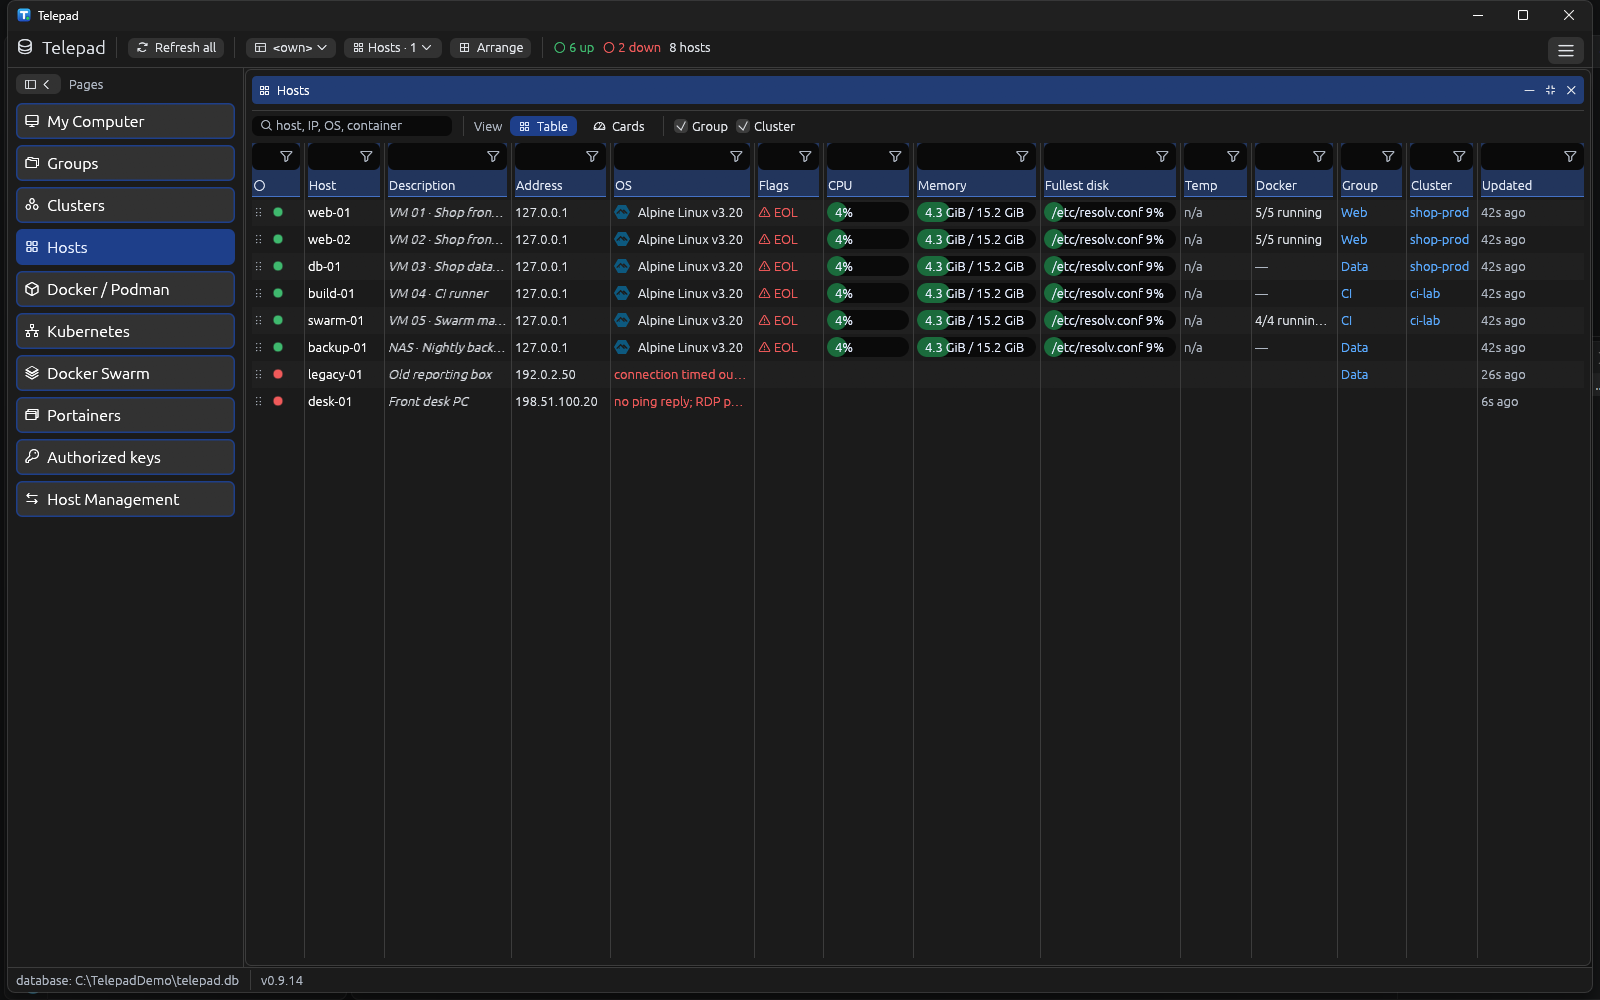 Telepad
Telepad Refresh all <own> Hosts · 1 Arrange 6 up 2 down 8 hosts
Pages
My Computer
Groups
Clusters
Hosts
Docker / Podman
Kubernetes
Docker Swarm
Portainers
Authorized keys
Host Management
Hosts
host, IP, OS, container View Table Cards Group Cluster
Host Description Address OS Flags CPU Memory Fullest disk Temp Docker Group Cluster Updated
web-01 VM 01 · Shop fron... 127.0.0.1 Alpine Linux v3.20 EOL 4% 4.3 GiB / 15.2 GiB /etc/resolv.conf 9% n/a 5/5 running Web shop-prod 42s ago
web-02 VM 02 · Shop fron... 127.0.0.1 Alpine Linux v3.20 EOL 4% 4.3 GiB / 15.2 GiB /etc/resolv.conf 9% n/a 5/5 running Web shop-prod 42s ago
db-01 VM 03 · Shop data... 127.0.0.1 Alpine Linux v3.20 EOL 4% 4.3 GiB / 15.2 GiB /etc/resolv.conf 9% n/a — Data shop-prod 42s ago
build-01 VM 04 · CI runner 127.0.0.1 Alpine Linux v3.20 EOL 4% 4.3 GiB / 15.2 GiB /etc/resolv.conf 9% n/a — CI ci-lab 42s ago
swarm-01 VM 05 · Swarm ma... 127.0.0.1 Alpine Linux v3.20 EOL 4% 4.3 GiB / 15.2 GiB /etc/resolv.conf 9% n/a 4/4 runnin... CI ci-lab 42s ago
backup-01 NAS · Nightly back... 127.0.0.1 Alpine Linux v3.20 EOL 4% 4.3 GiB / 15.2 GiB /etc/resolv.conf 9% n/a — Data 42s ago
legacy-01 Old reporting box 192.0.2.50 connection timed ou... Data 26s ago
desk-01 Front desk PC 198.51.100.20 no ping reply; RDP p... 6s ago
database: C:\TelepadDemo\telepad.db v0.9.14